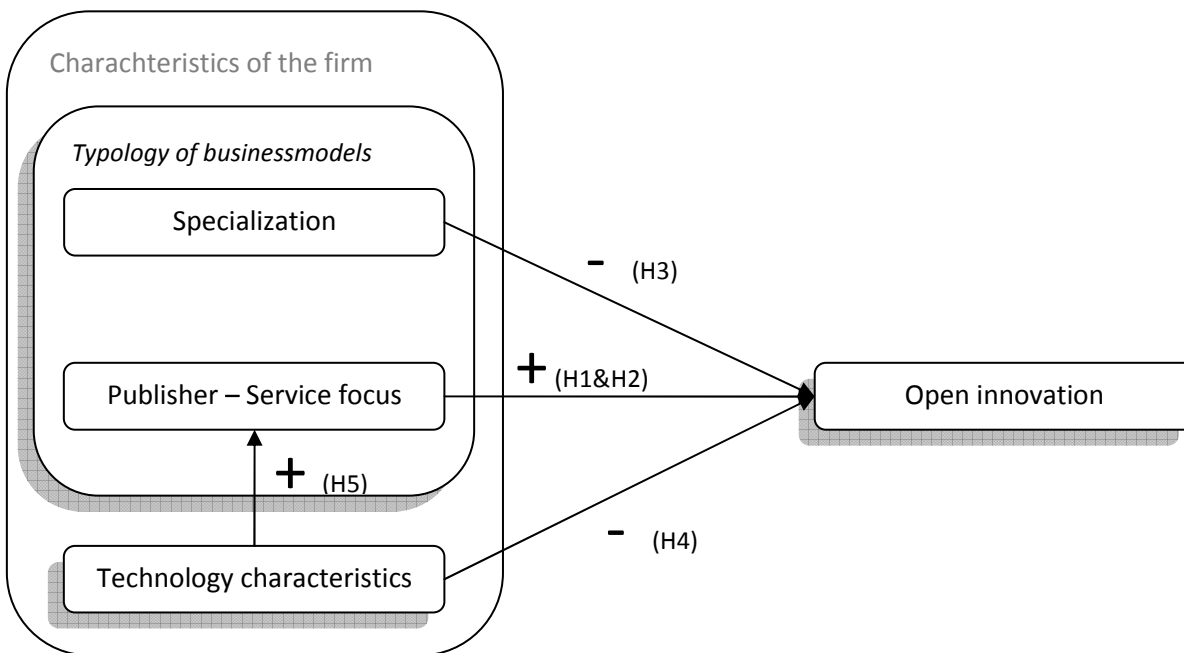 Charachteristics of the firm
Typology of businessmodels
Specialization
- (H3)
+ (H1&H2)
Publisher – Service focus
Open innovation
+ (H5)
- (H4)
Technology characteristics